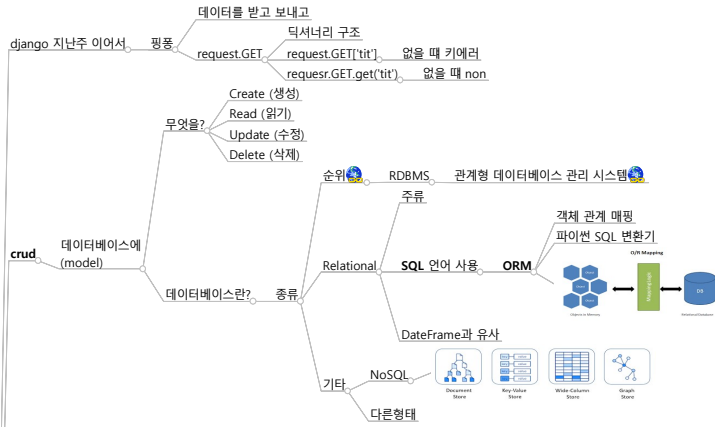 데이터를 받고 보내고
django 지난주 이어서
핑퐁
딕셔너리 구조
request.GET
request.GET['tit']
없을 떄 키에러
requesr.GET.get('tit')
없을 떄 non
무엇을?
Create (생성)
Read (읽기)
Update (수정)
Delete (삭제)
순위
RDBMS
관계형 데이터베이스 관리 시스템
주류
crud
데이터베이스에
(model)
Relational
SQL 언어 사용
ORM
객체 관계 매핑
파이썬 SQL 변환기
O/R Mapping
Objects in Memory
Relational Database
DB
데이터베이스란?
종류
DateFrame과 유사
기타
NoSQL
Document
Store
Key-Value
Store
Wide-Column
Store
Graph
Store
다른형태